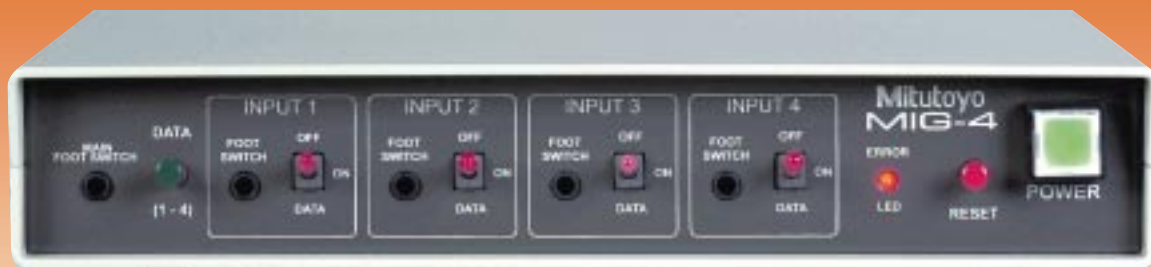 MAIN
FOOT SWITCH
DATA
(1 - 4)
INPUT 1
FOOT
SWITCH
OFF
ON
DATA
INPUT 2
FOOT
SWITCH
OFF
ON
DATA
INPUT 3
FOOT
SWITCH
OFF
ON
DATA
INPUT 4
FOOT
SWITCH
OFF
ON
DATA
Mitutoyo
MIG-4
ERROR
LED
RESET
POWER